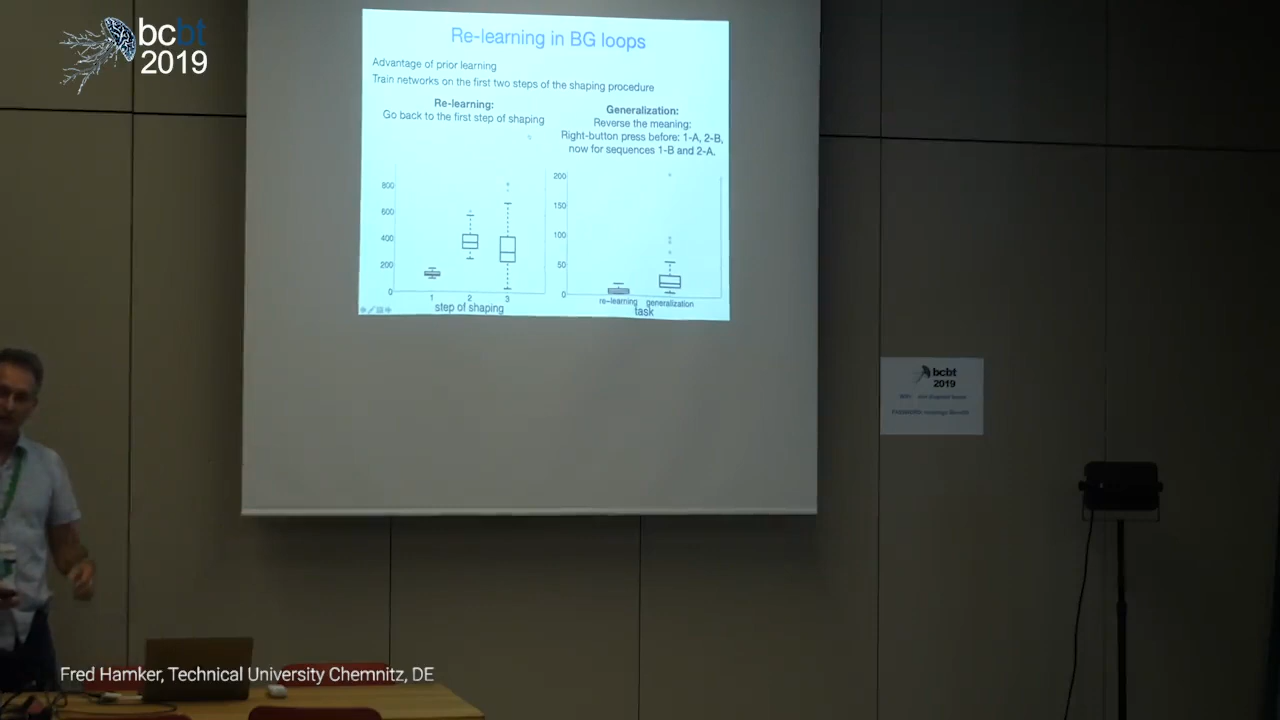 bcbt
2019
Re-learning in BG loops
Advantage of prior learning
Train networks on the first two steps of the shaping procedure
Re-learning:
Go back to the first step of shaping
Generalization:
Reverse the meaning:
Right-button press before: 1-A, 2-B,
now for sequences 1-B and 2-A.
800
600
400
200
0
1 2 3
step of shaping
200
150
100
50
0
re-learning generalization
task
bcbt
2019
Fred Hamker, Technical University Chemnitz, DE